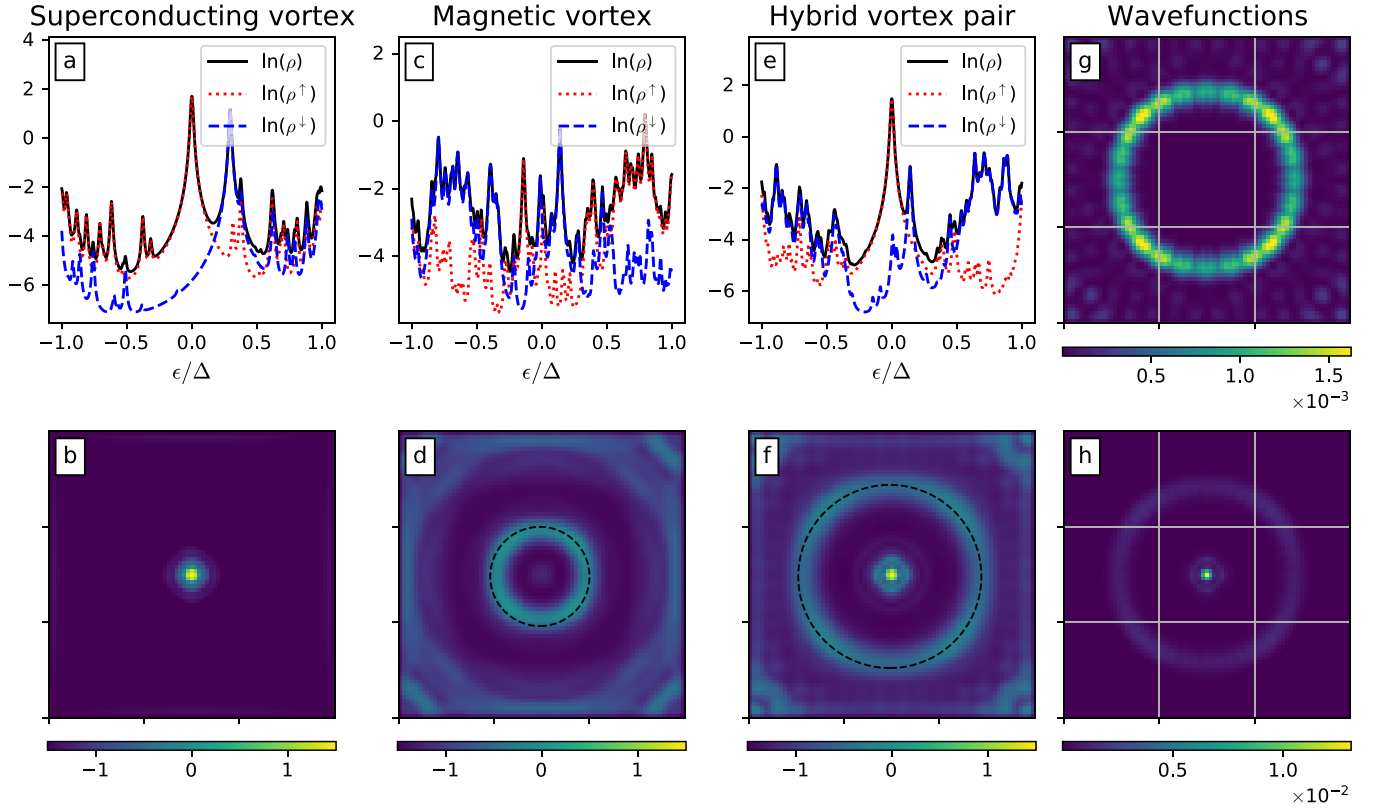 Superconducting vortex
Magnetic vortex
Hybrid vortex pair
Wavefunctions
a
ln(ρ)
ln(ρ↑)
ln(ρ↓)
4
2
0
−2
−4
−6
−1.0 −0.5 0.0 0.5 1.0
ϵ/Δ
c
ln(ρ)
ln(ρ↑)
ln(ρ↓)
2
0
−2
−4
−1.0 −0.5 0.0 0.5 1.0
ϵ/Δ
e
ln(ρ)
ln(ρ↑)
ln(ρ↓)
2
0
−2
−4
−6
−1.0 −0.5 0.0 0.5 1.0
ϵ/Δ
g
0.5 1.0 1.5
×10−3
b
−1 0 1
d
−1 0 1
f
−1 0 1
h
0.5 1.0
×10−2